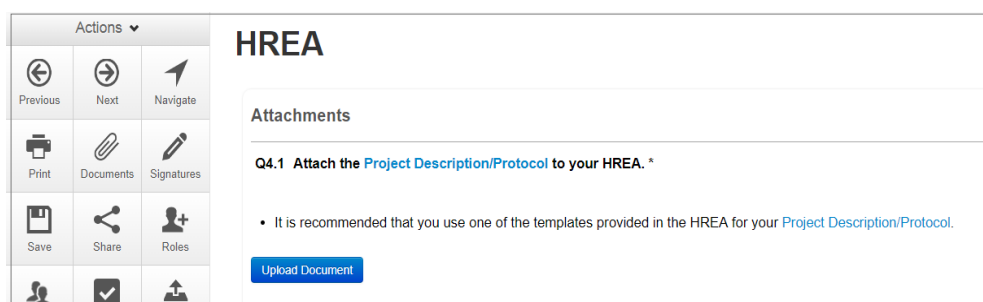 Actions
HREA
Previous
Next
Navigate
Attachments
Q4.1 Attach the Project Description/Protocol to your HREA. *
Print
Documents
Signatures
• It is recommended that you use one of the templates provided in the HREA for your Project Description/Protocol.
Save
Share
Roles
Upload Document